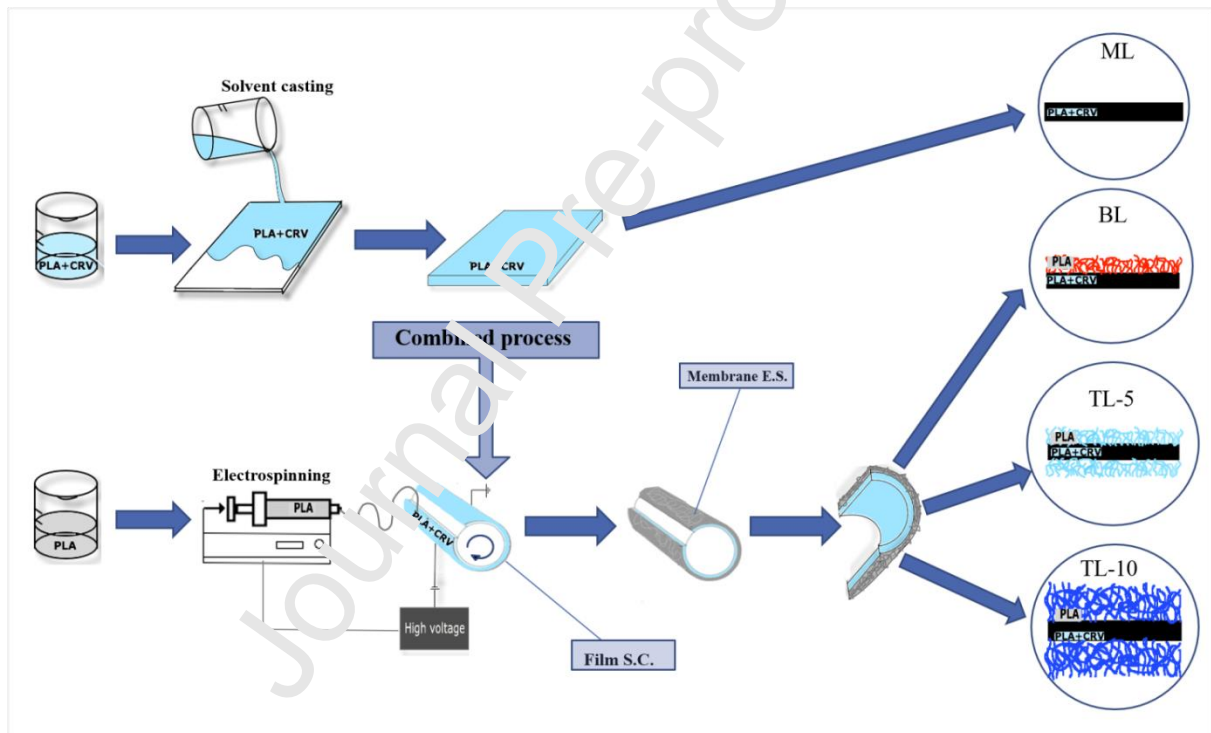 ML
PLA+CRV
Solvent casting
PLA+CRV
PLA+CRV
PLA+CRV
BL
PLA
PLA+CRV
Combined process
Membrane E.S.
TL-5
PLA
PLA+CRV
Electrospinning
PLA
PLA+CRV
PLA
TL-10
PLA
PLA+CRV
High voltage
Film S.C.
Journal Pre-pro